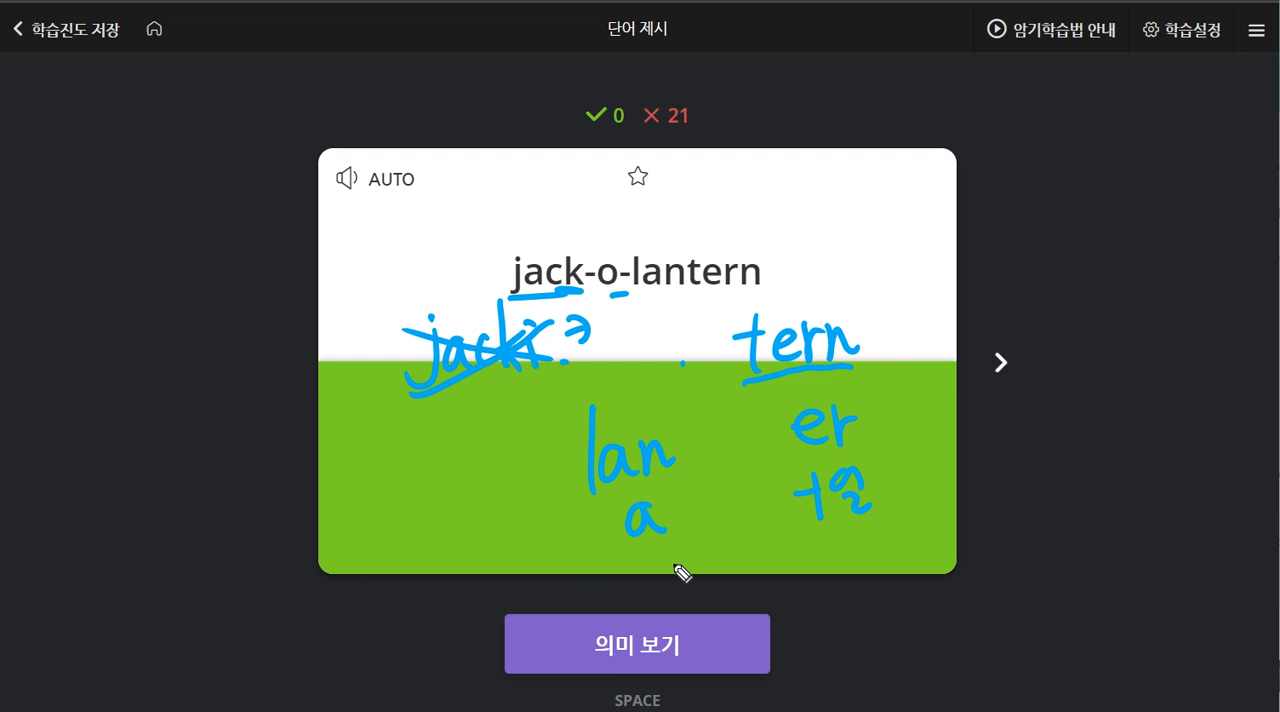 학습진도 저장 단어 제시 암기학습법 안내 학습설정
0 21
AUTO
jack-o-lantern
tern
lan er
a
의미 보기
SPACE